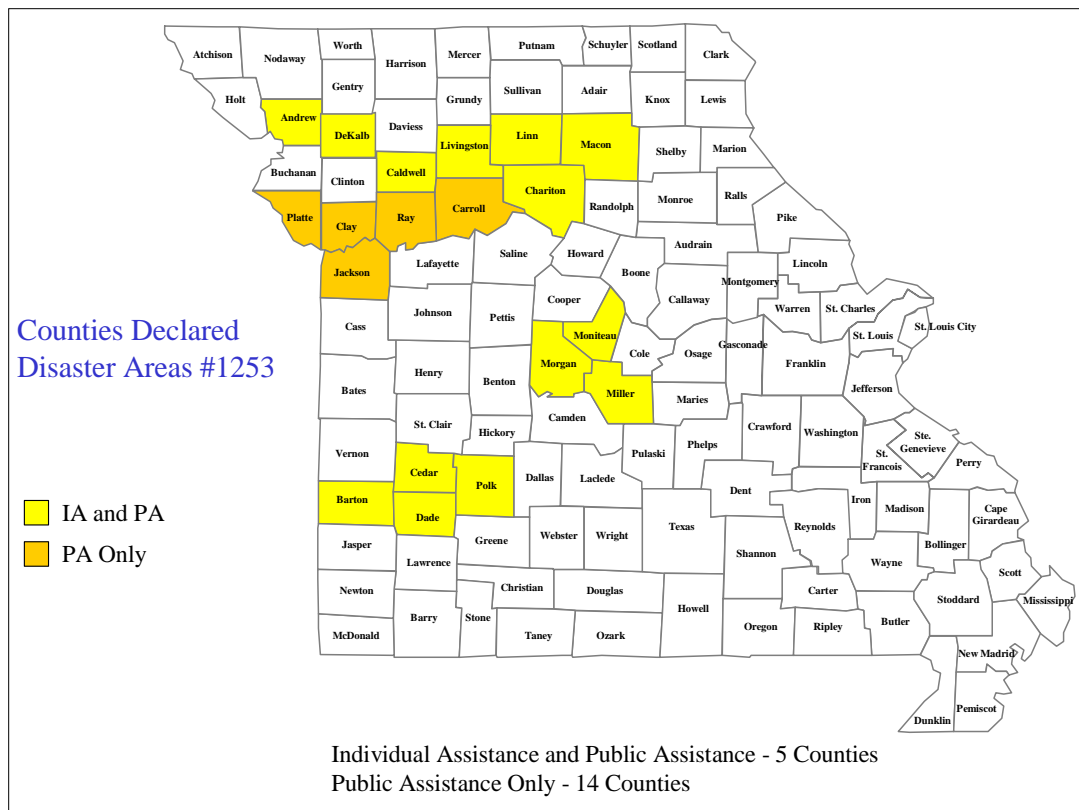 Atchison
Nodaway
Worth
Harrison
Mercer
Putnam
Schuyler
Scotland
Clark
Holt
Gentry
Grundy
Sullivan
Adair
Knox
Lewis
Andrew
DeKalb
Daviess
Livingston
Linn
Macon
Shelby
Marion
Buchanan
Clinton
Caldwell
Chariton
Randolph
Monroe
Ralls
Pike
Platte
Clay
Ray
Carroll
Jackson
Lafayette
Saline
Howard
Boone
Audrain
Callaway
Montgomery
Lincoln
Warren
St. Charles
St. Louis
St. Louis City
Cass
Johnson
Pettis
Cooper
Moniteau
Morgan
Cole
Osage
Gasconade
Franklin
Jefferson
Counties Declared
Disaster Areas #1253
Bates
Henry
Benton
Miller
Maries
Camden
St. Clair
Hickory
Vernon
Cedar
Polk
Dallas
Laclede
Pulaski
Phelps
Crawford
Washington
St.
Francois
Ste.
Genevieve
Perry
Barton
Dade
Dent
Iron
Madison
Cape
Girardeau
Reynolds
Bollinger
IA and PA
PA Only
Jasper
Lawrence
Greene
Webster
Wright
Texas
Shannon
Wayne
Scott
Mississippi
Stoddard
Newton
Christian
Douglas
Howell
Carter
McDonald
Barry
Stone
Taney
Ozark
Oregon
Ripley
Butler
New Madrid
Dunklin
Pemiscot
Individual Assistance and Public Assistance - 5 Counties
Public Assistance Only - 14 Counties